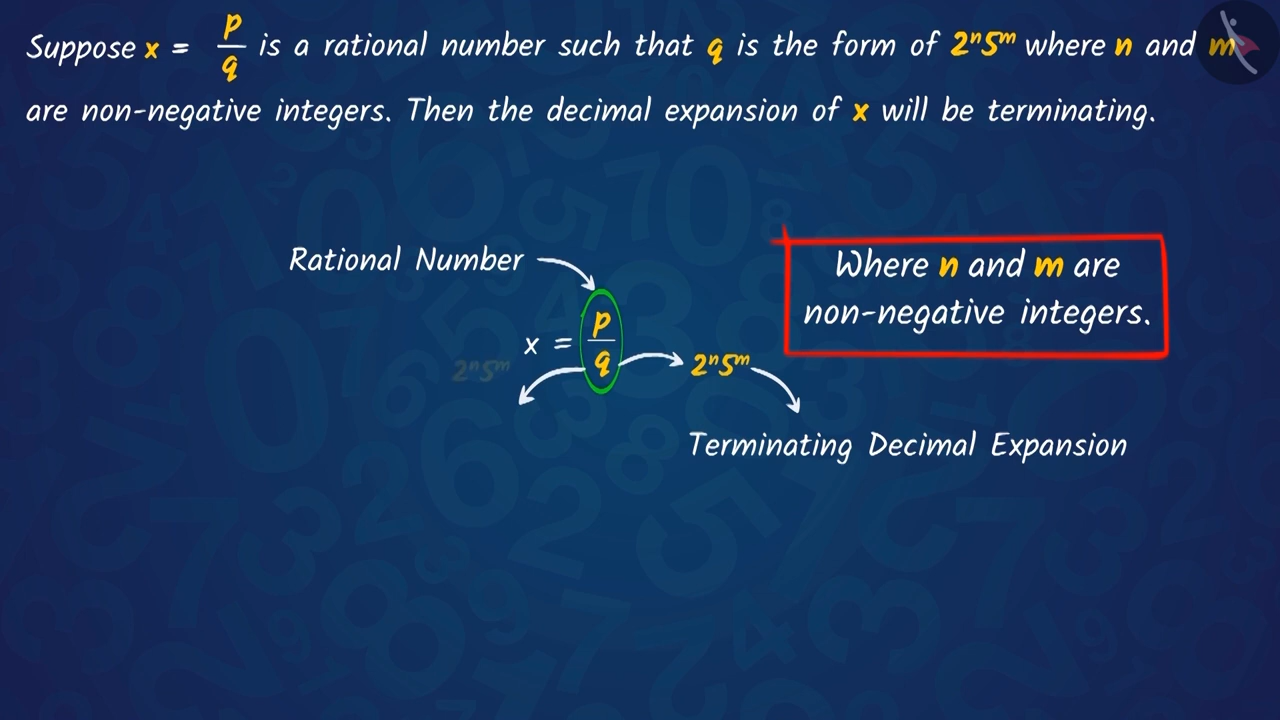 Suppose x = p/q is a rational number such that q is the form of 2ⁿ5ᵐ where n and m
are non-negative integers. Then the decimal expansion of x will be terminating.
Rational Number
Where n and m are
non-negative integers.
x = p/q
2ⁿ5ᵐ
2ⁿ5ᵐ
Terminating Decimal Expansion